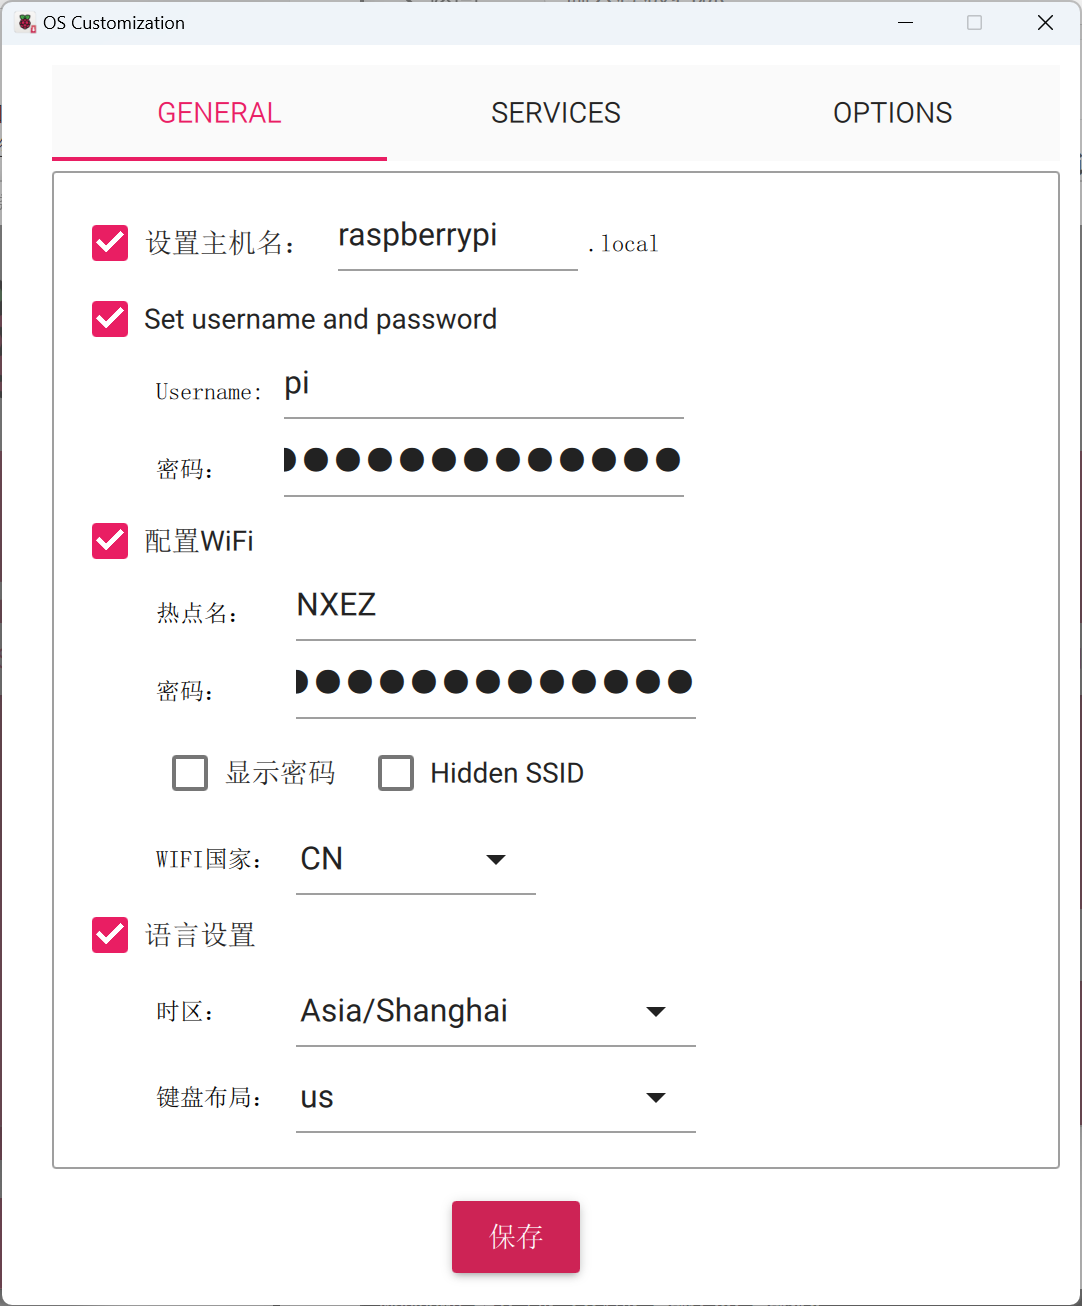 OS Customization
GENERAL SERVICES OPTIONS
设置主机名： raspberrypi .local
Set username and password
Username: pi
密码： ●●●●●●●●●●●●●
配置WiFi
热点名： NXEZ
密码： ●●●●●●●●●●●●●
显示密码 Hidden SSID
WIFI国家： CN
语言设置
时区： Asia/Shanghai
键盘布局： us
保存